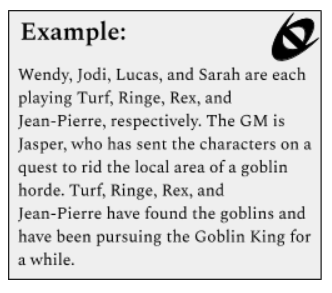 Example:
Wendy, Jodi, Lucas, and Sarah are each
playing Turf, Ringe, Rex, and
Jean-Pierre, respectively. The GM is
Jasper, who has sent the characters on a
quest to rid the local area of a goblin
horde. Turf, Ringe, Rex, and
Jean-Pierre have found the goblins and
have been pursuing the Goblin King for
a while.